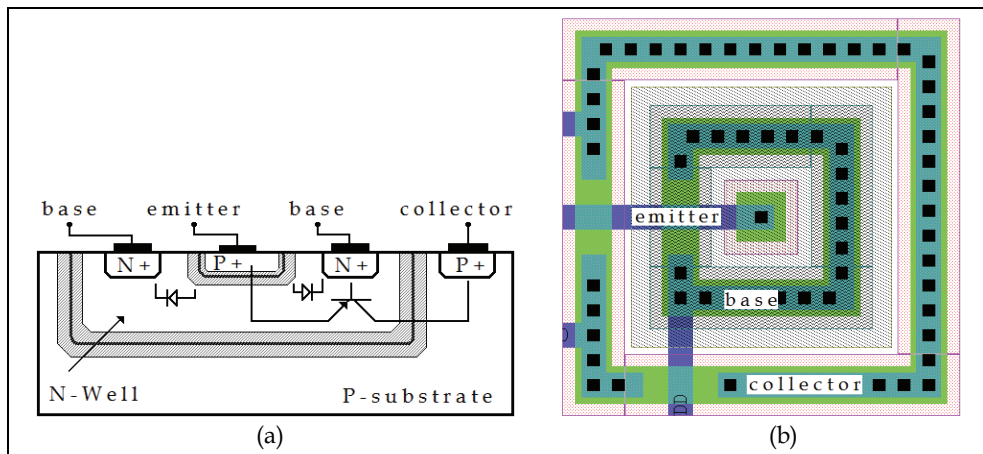 base emitter base collector
N+ P+ N+ P+
N-Well P-substrate
(a)
emitter
base
collector
(b)